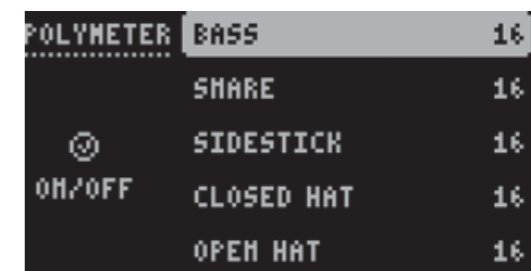 POLYMETER
BASS 16
SNARE 16
SIDESTICK 16
ON/OFF
CLOSED HAT 16
OPEN HAT 16